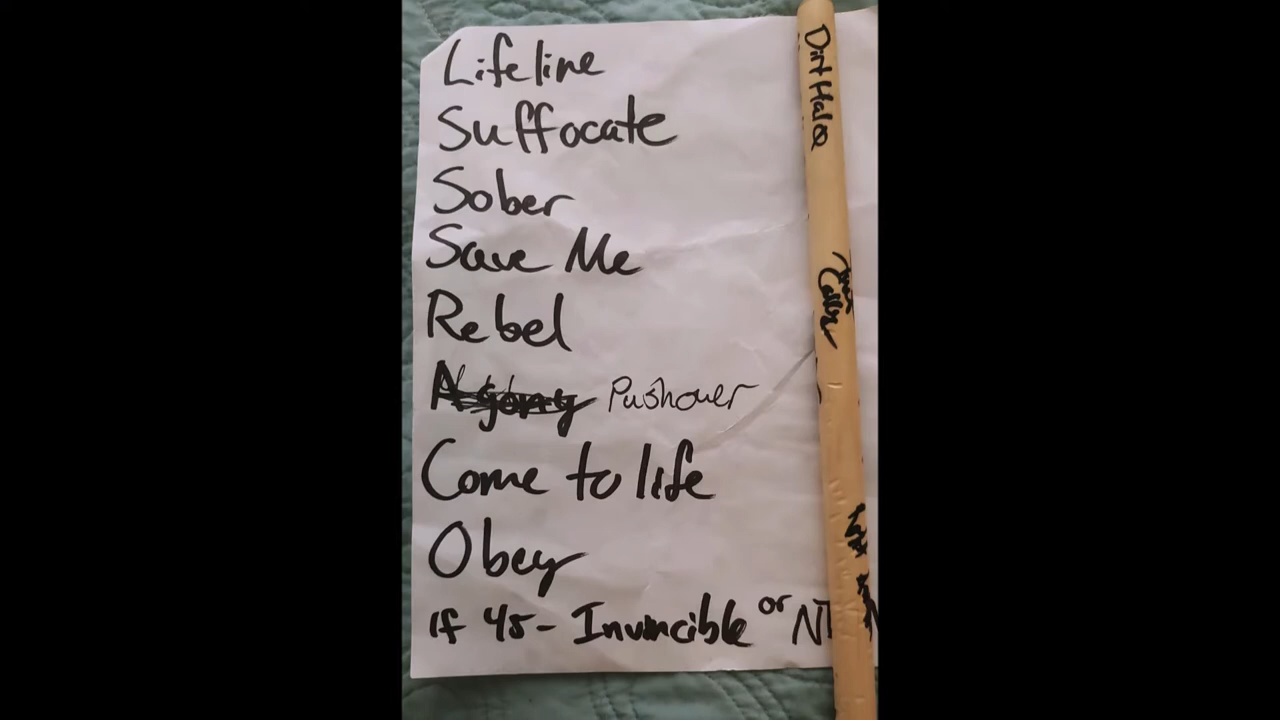 Lifeline
Suffocate
Sober
Save Me
Rebel
Agony Pushover
Come to life
Obey
If 45- Invincible or
Dirt Halo